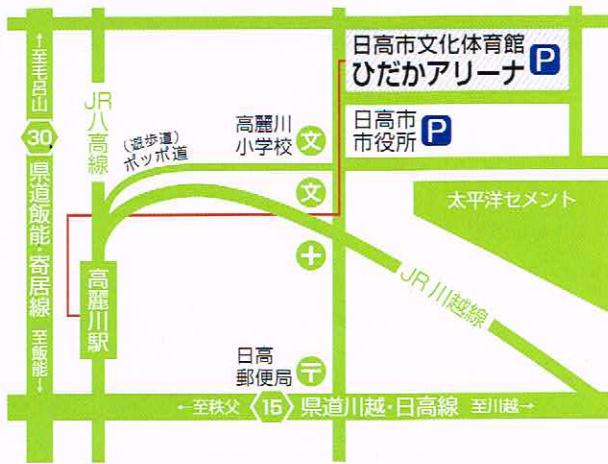 日高市文化体育館
ひだかアリーナ P
日高市
市役所 P
←至毛呂山
30
県道飯能・寄居線
至飯能→
JR八高線
(遊歩道)
ポッポ道
高麗川
小学校 文
文
太平洋セメント
JR川越線
高麗川駅
日高
郵便局 〒
←至秩父 15 県道川越・日高線 至川越→